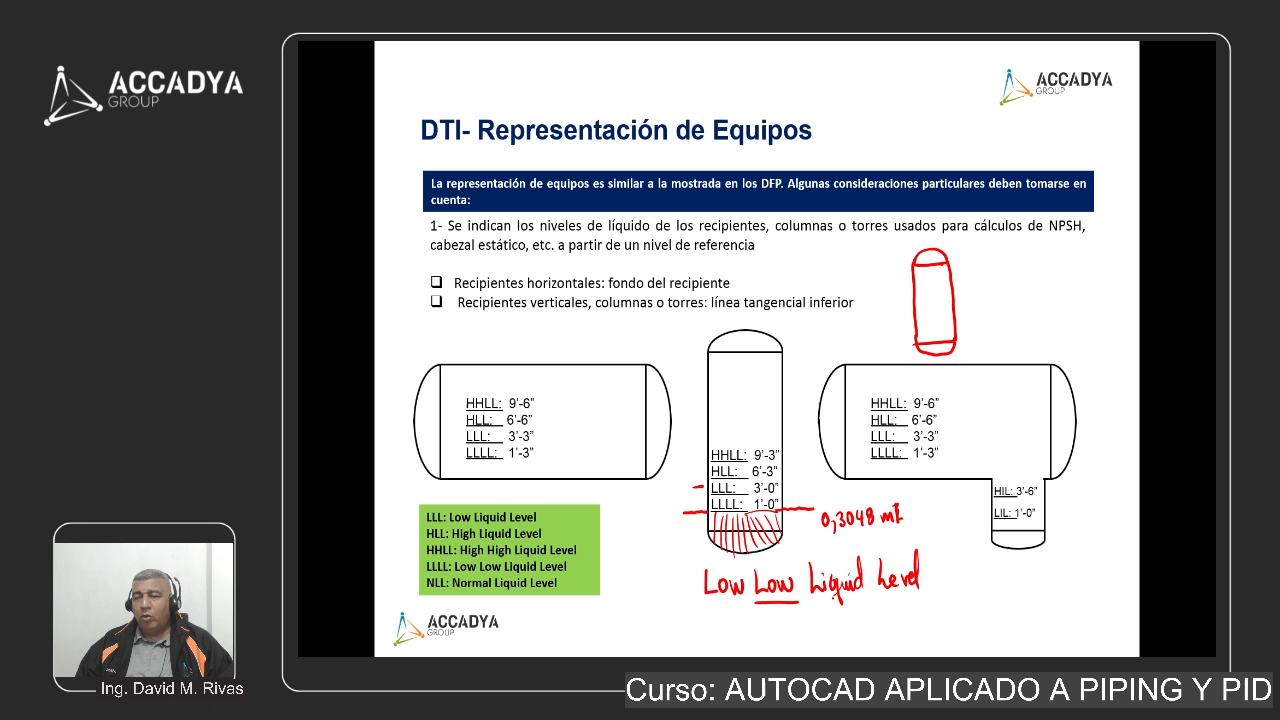 ACCADYA
GROUP
ACCADYA
GROUP
DTI- Representación de Equipos
La representación de equipos es similar a la mostrada en los DFP. Algunas consideraciones particulares deben tomarse en
cuenta:
1- Se indican los niveles de líquido de los recipientes, columnas o torres usados para cálculos de NPSH,
cabezal estático, etc. a partir de un nivel de referencia
Recipientes horizontales: fondo del recipiente
Recipientes verticales, columnas o torres: línea tangencial inferior
HHLL: 9'-6"
HLL: 6'-6"
LLL: 3'-3"
LLLL: 1'-3"
HHLL: 9'-3"
HLL: 6'-3"
LLL: 3'-0"
LLLL: 1'-0"
HHLL: 9'-6"
HLL: 6'-6"
LLL: 3'-3"
LLLL: 1'-3"
HIL: 3'-6"
LIL: 1'-0"
0,3048
Low Low Liquid Level
LLL: Low Liquid Level
HLL: High Liquid Level
HHLL: High High Liquid Level
LLLL: Low Low Liquid Level
NLL: Normal Liquid Level
ACCADYA
GROUP
Ing. David M. Rivas
Curso: AUTOCAD APLICADO A PIPING Y PID